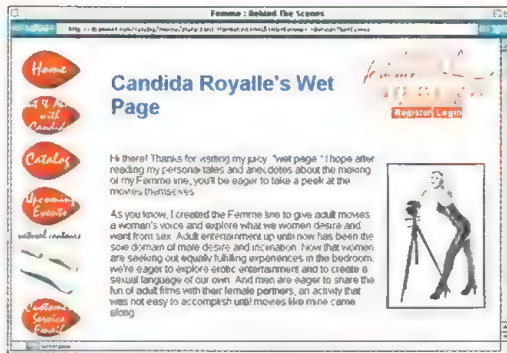 Femme : Behind The Scenes
Home
with
Candida Royalle's Wet
Page
Register Login
Catalog
Hi there! Thanks for visiting my juicy "wet page." I hope after
reading my personal tales and anecdotes about the making
of my Femme line, you'll be eager to take a peek at the
movies themselves
Upcoming
Events
natural contours
As you know, I created the Femme line to give adult movies
a woman's voice and explore what we women desire and
want from sex. Adult entertainment up until now has been the
sole domain of male desire and inclination. Now that women
are seeking out equally fulfilling experiences in the bedroom,
we're eager to explore erotic entertainment and to create a
sexual language of our own. And men are eager to share the
fun of adult films with their female partners, an activity that
was not easy to accomplish until movies like mine came
along.
Customer
Service
Email